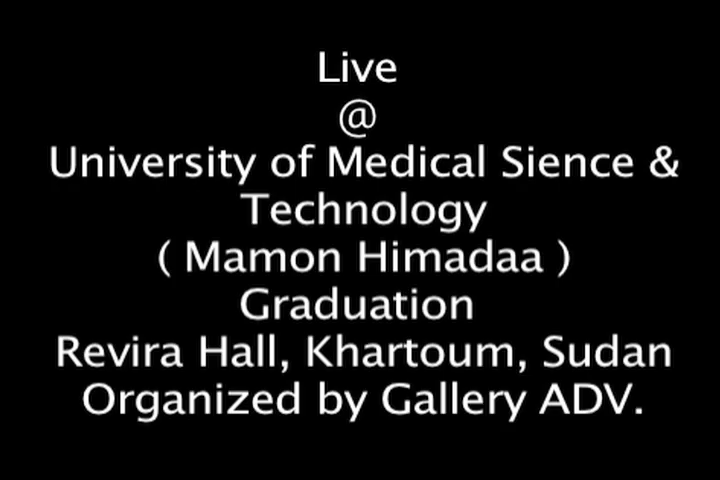 Live
@
University of Medical Sience &
Technology
( Mamon Himadaa )
Graduation
Revira Hall, Khartoum, Sudan
Organized by Gallery ADV.